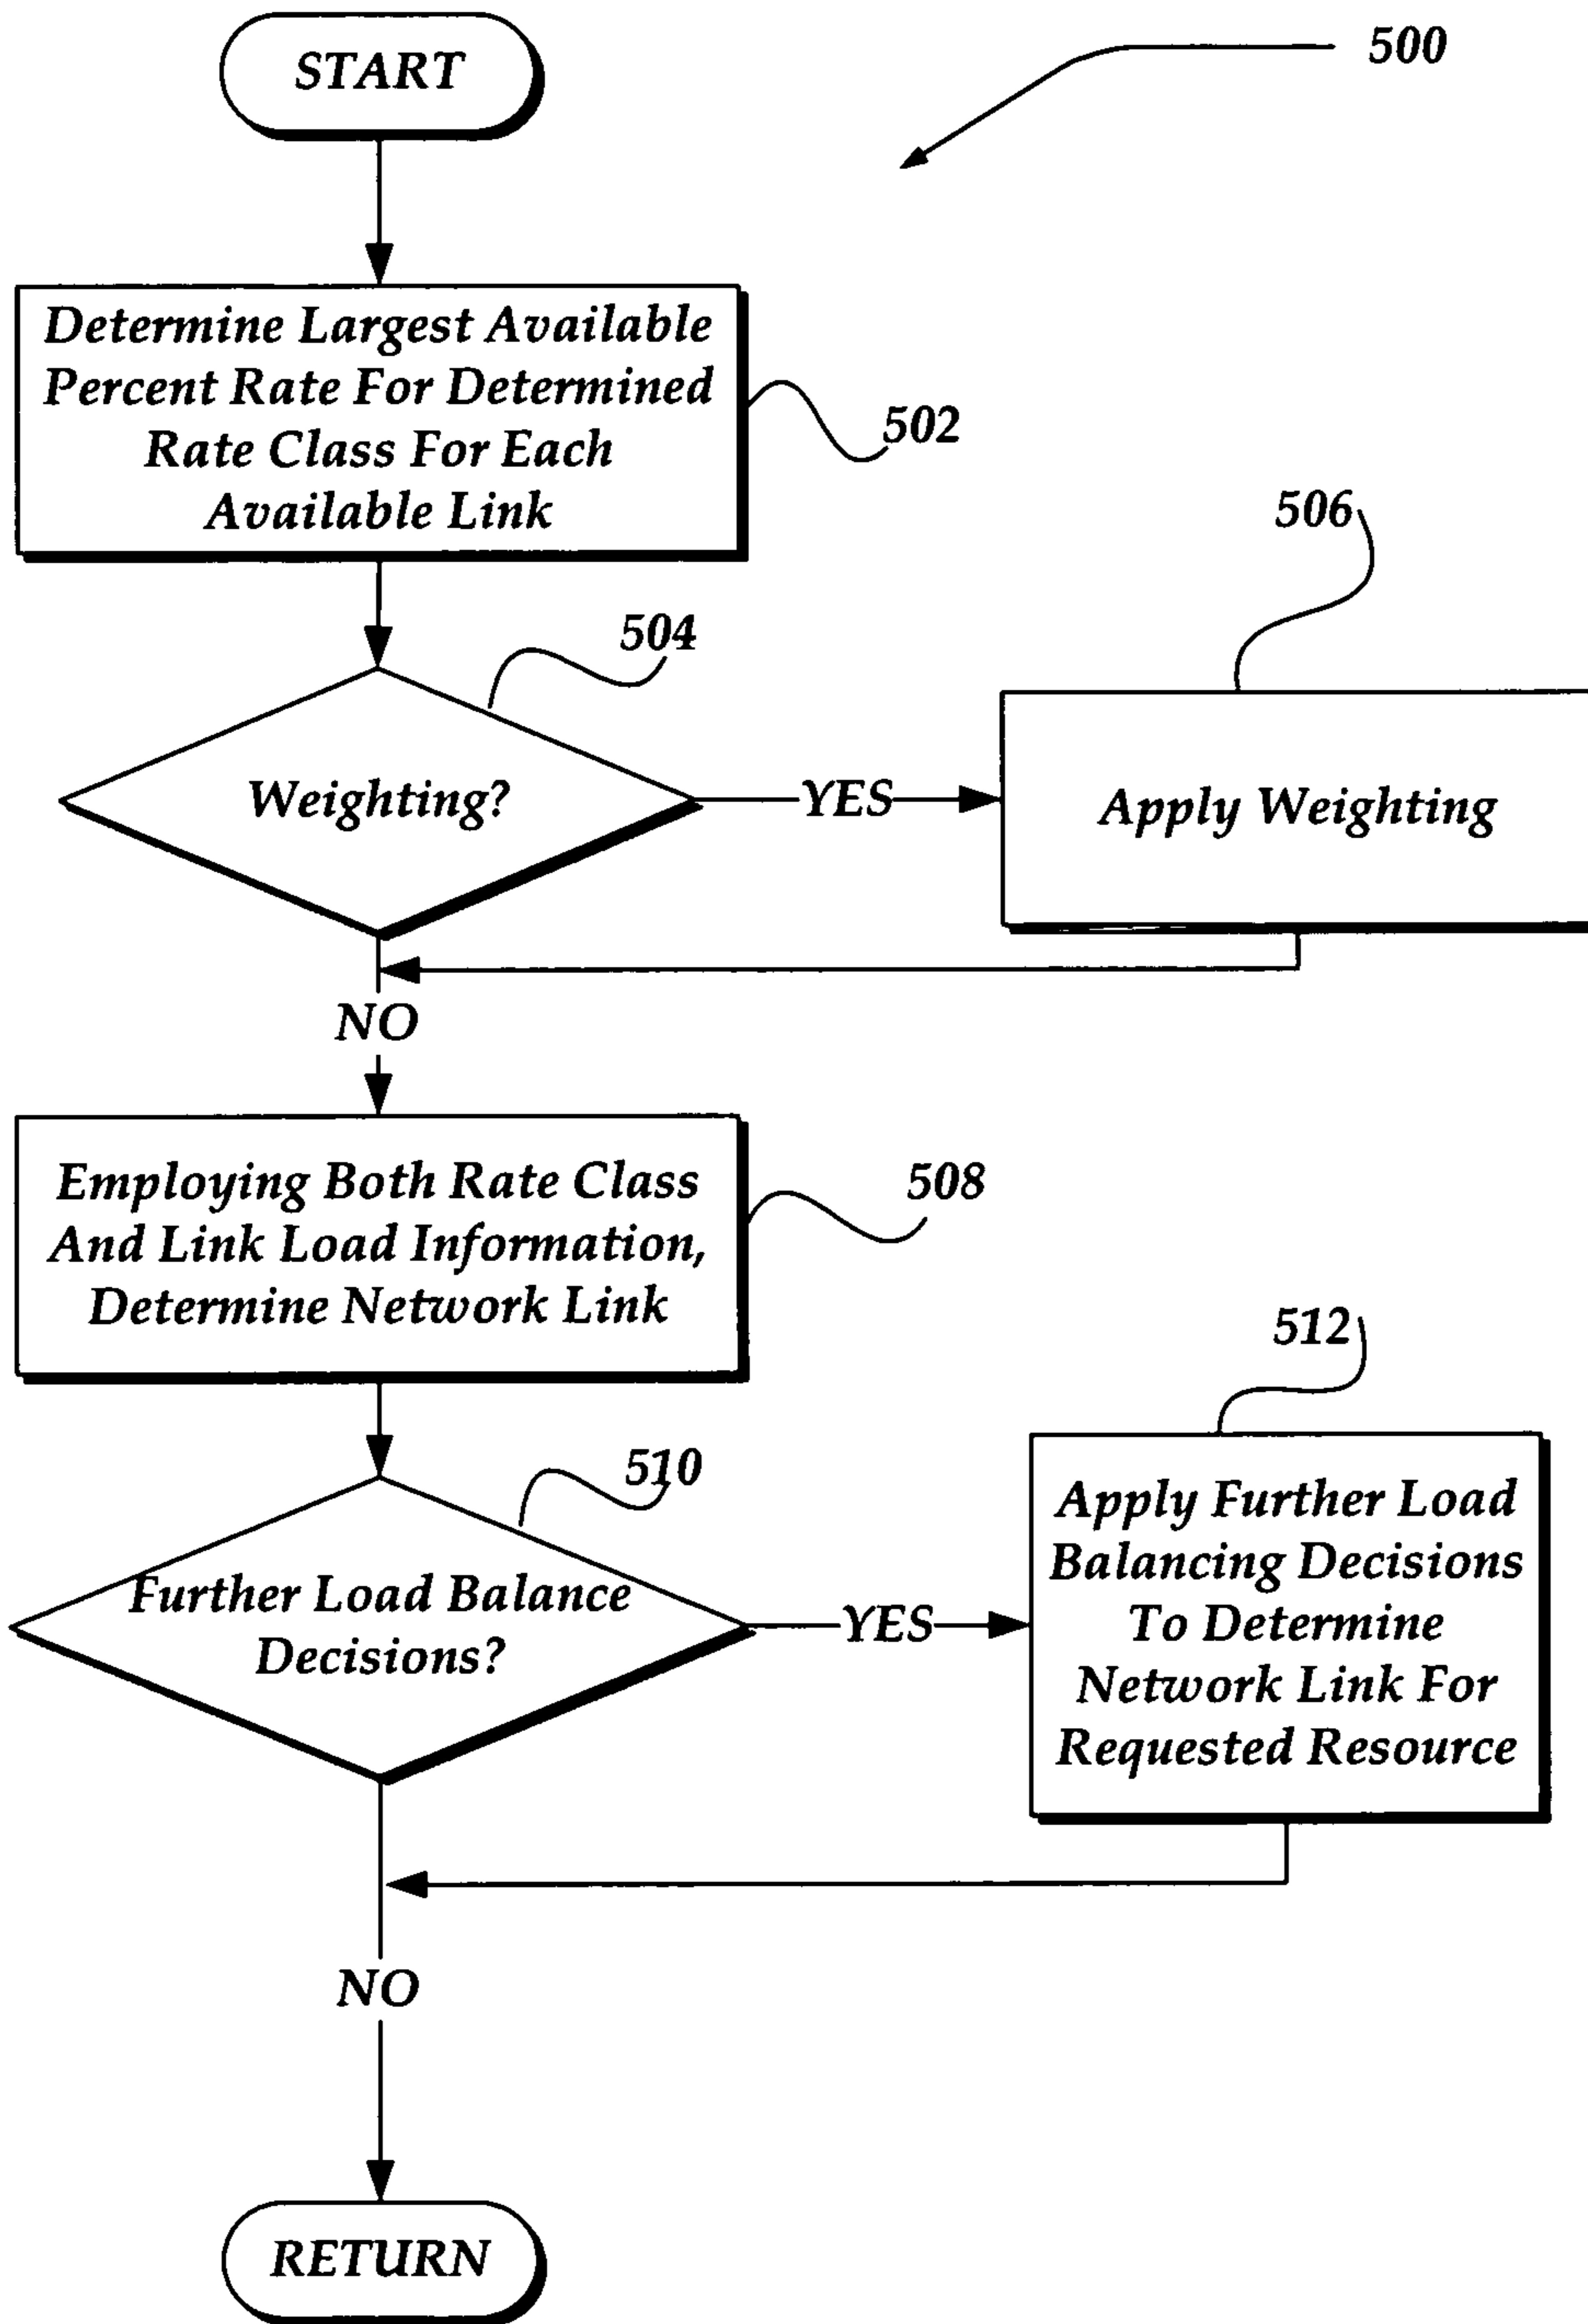 START
500
Determine Largest Available
Percent Rate For Determined
Rate Class For Each
Available Link
502
504
506
Weighting?
YES
Apply Weighting
NO
Employing Both Rate Class
And Link Load Information,
Determine Network Link
508
510
512
Further Load Balance
Decisions?
YES
Apply Further Load
Balancing Decisions
To Determine
Network Link For
Requested Resource
NO
RETURN